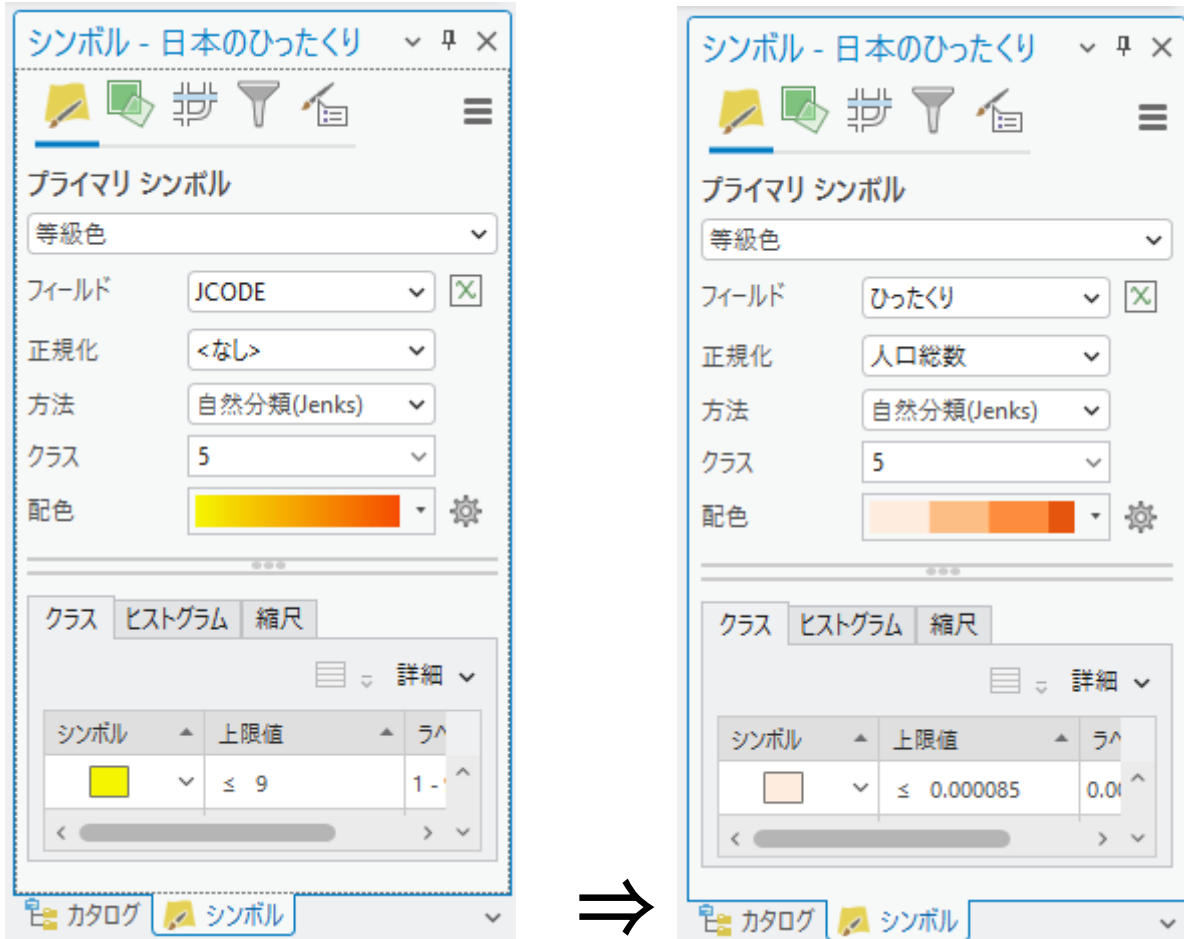 シンボル - 日本のひったくり
プライマリ シンボル
等級色
フィールド JCODE
正規化 <なし>
方法 自然分類(Jenks)
クラス 5
配色
クラス ヒストグラム 縮尺
詳細
シンボル 上限値
≤ 9 1 -
カタログ シンボル
⇒
シンボル - 日本のひったくり
プライマリ シンボル
等級色
フィールド ひったくり
正規化 人口総数
方法 自然分類(Jenks)
クラス 5
配色
クラス ヒストグラム 縮尺
詳細
シンボル 上限値
≤ 0.000085
カタログ シンボル